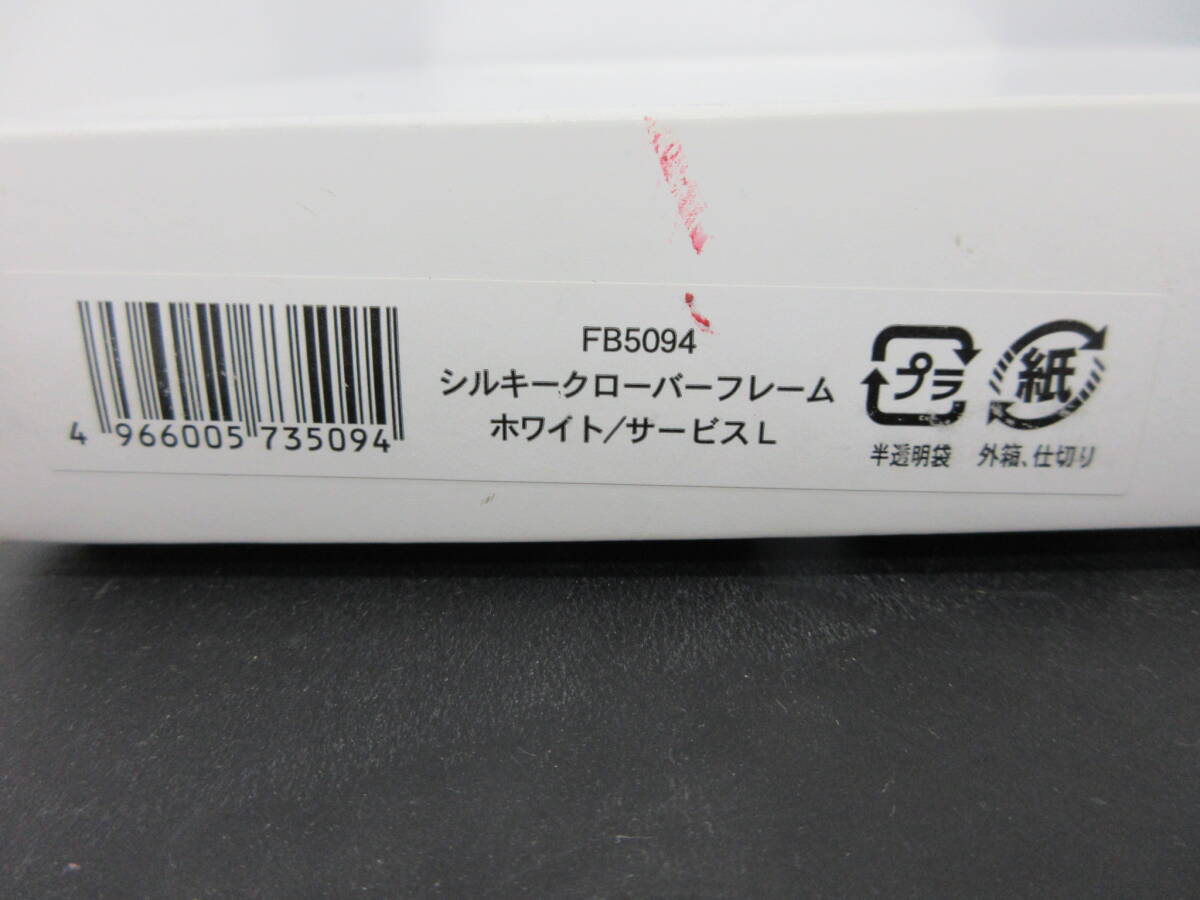 FB5094
シルキークローバーフレーム
ホワイト/サービスL
4 966005 735094
プラ
紙
半透明袋
外箱、仕切り